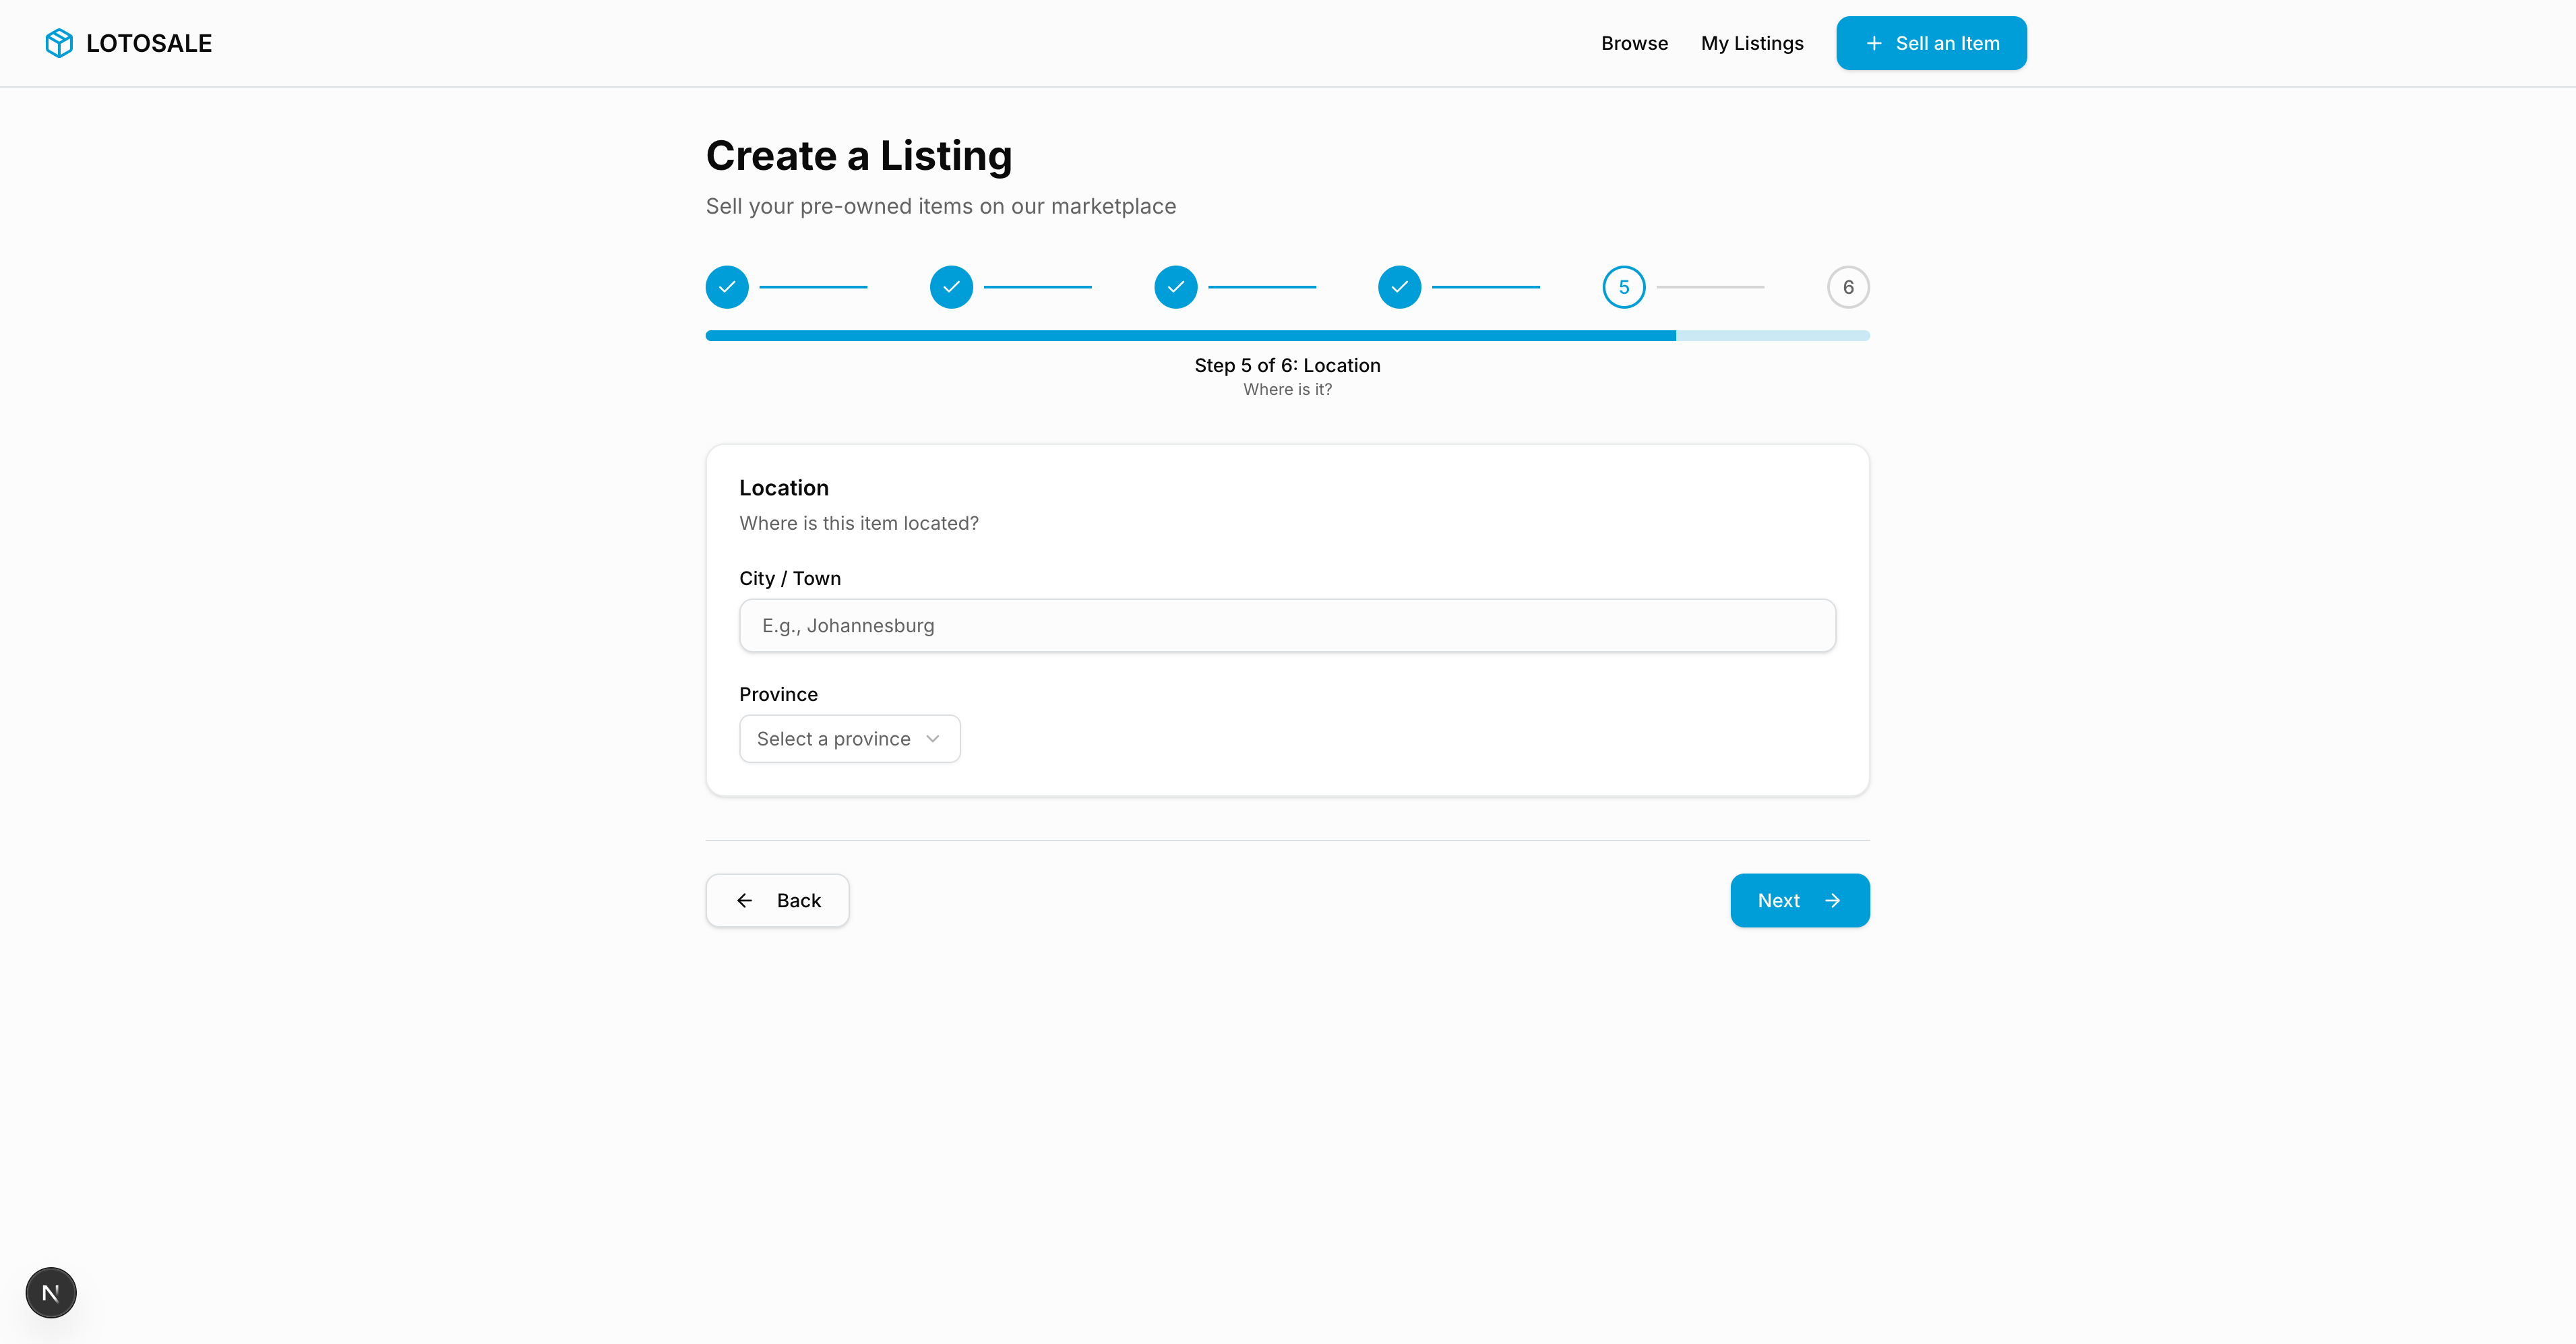 LOTOSALE
Browse
My Listings
Sell an Item
Create a Listing
Sell your pre-owned items on our marketplace
5
6
Step 5 of 6: Location
Where is it?
Location
Where is this item located?
City / Town
E.g., Johannesburg
Province
Select a province
Back
Next
N